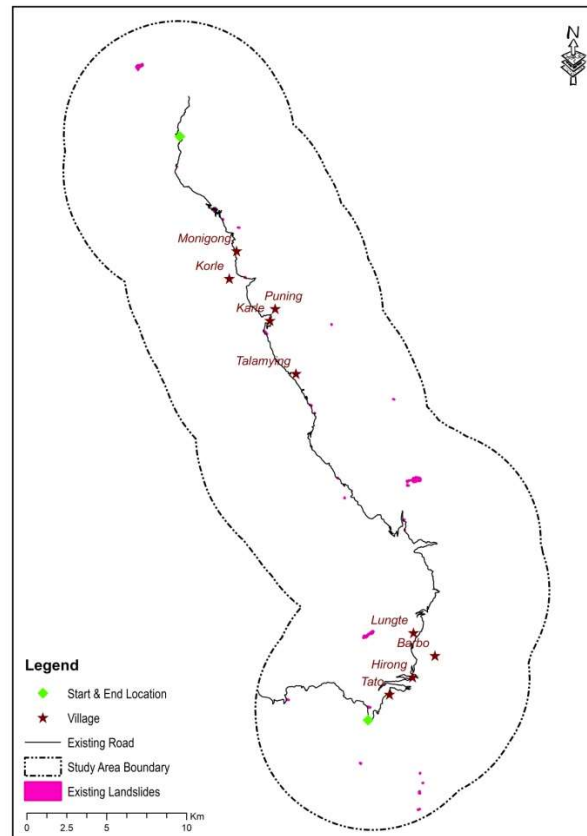 N
Monigong
Korle
Puning
Karle
Talamying
Lungte
Barbo
Hirong
Tato
Legend
Start & End Location
Village
Existing Road
Study Area Boundary
Existing Landslides
Km
0 2.5 5 10